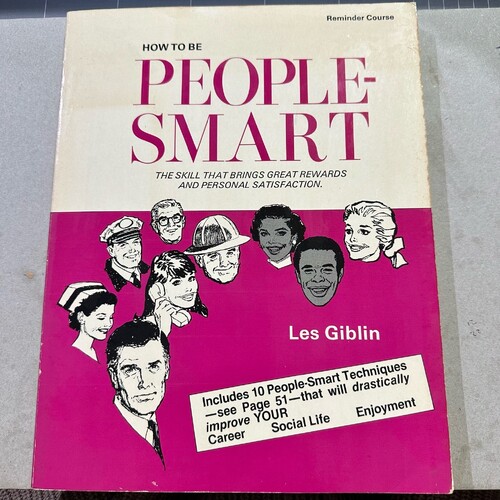 Reminder Course
HOW TO BE
PEOPLE-
SMART
THE SKILL THAT BRINGS GREAT REWARDS
AND PERSONAL SATISFACTION.
Les Giblin
Includes 10 People-Smart Techniques
—see Page 51—that will drastically
improve YOUR
Career Social Life Enjoyment